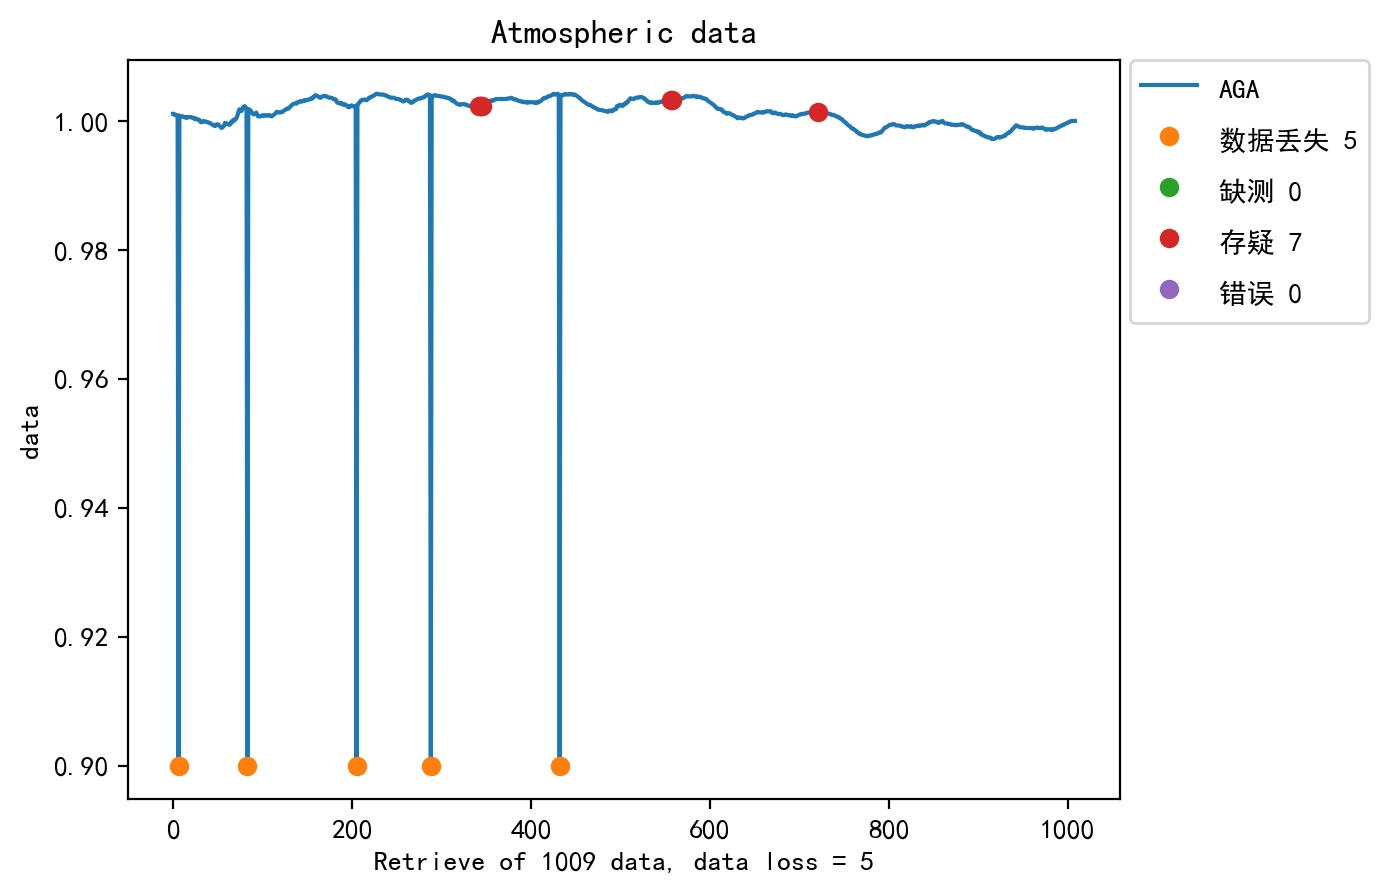 Atmospheric data
AGA
数据丢失 5
缺测 0
存疑 7
错误 0
1.00
0.98
0.96
0.94
0.92
0.90
data
0 200 400 600 800 1000
Retrieve of 1009 data, data loss = 5